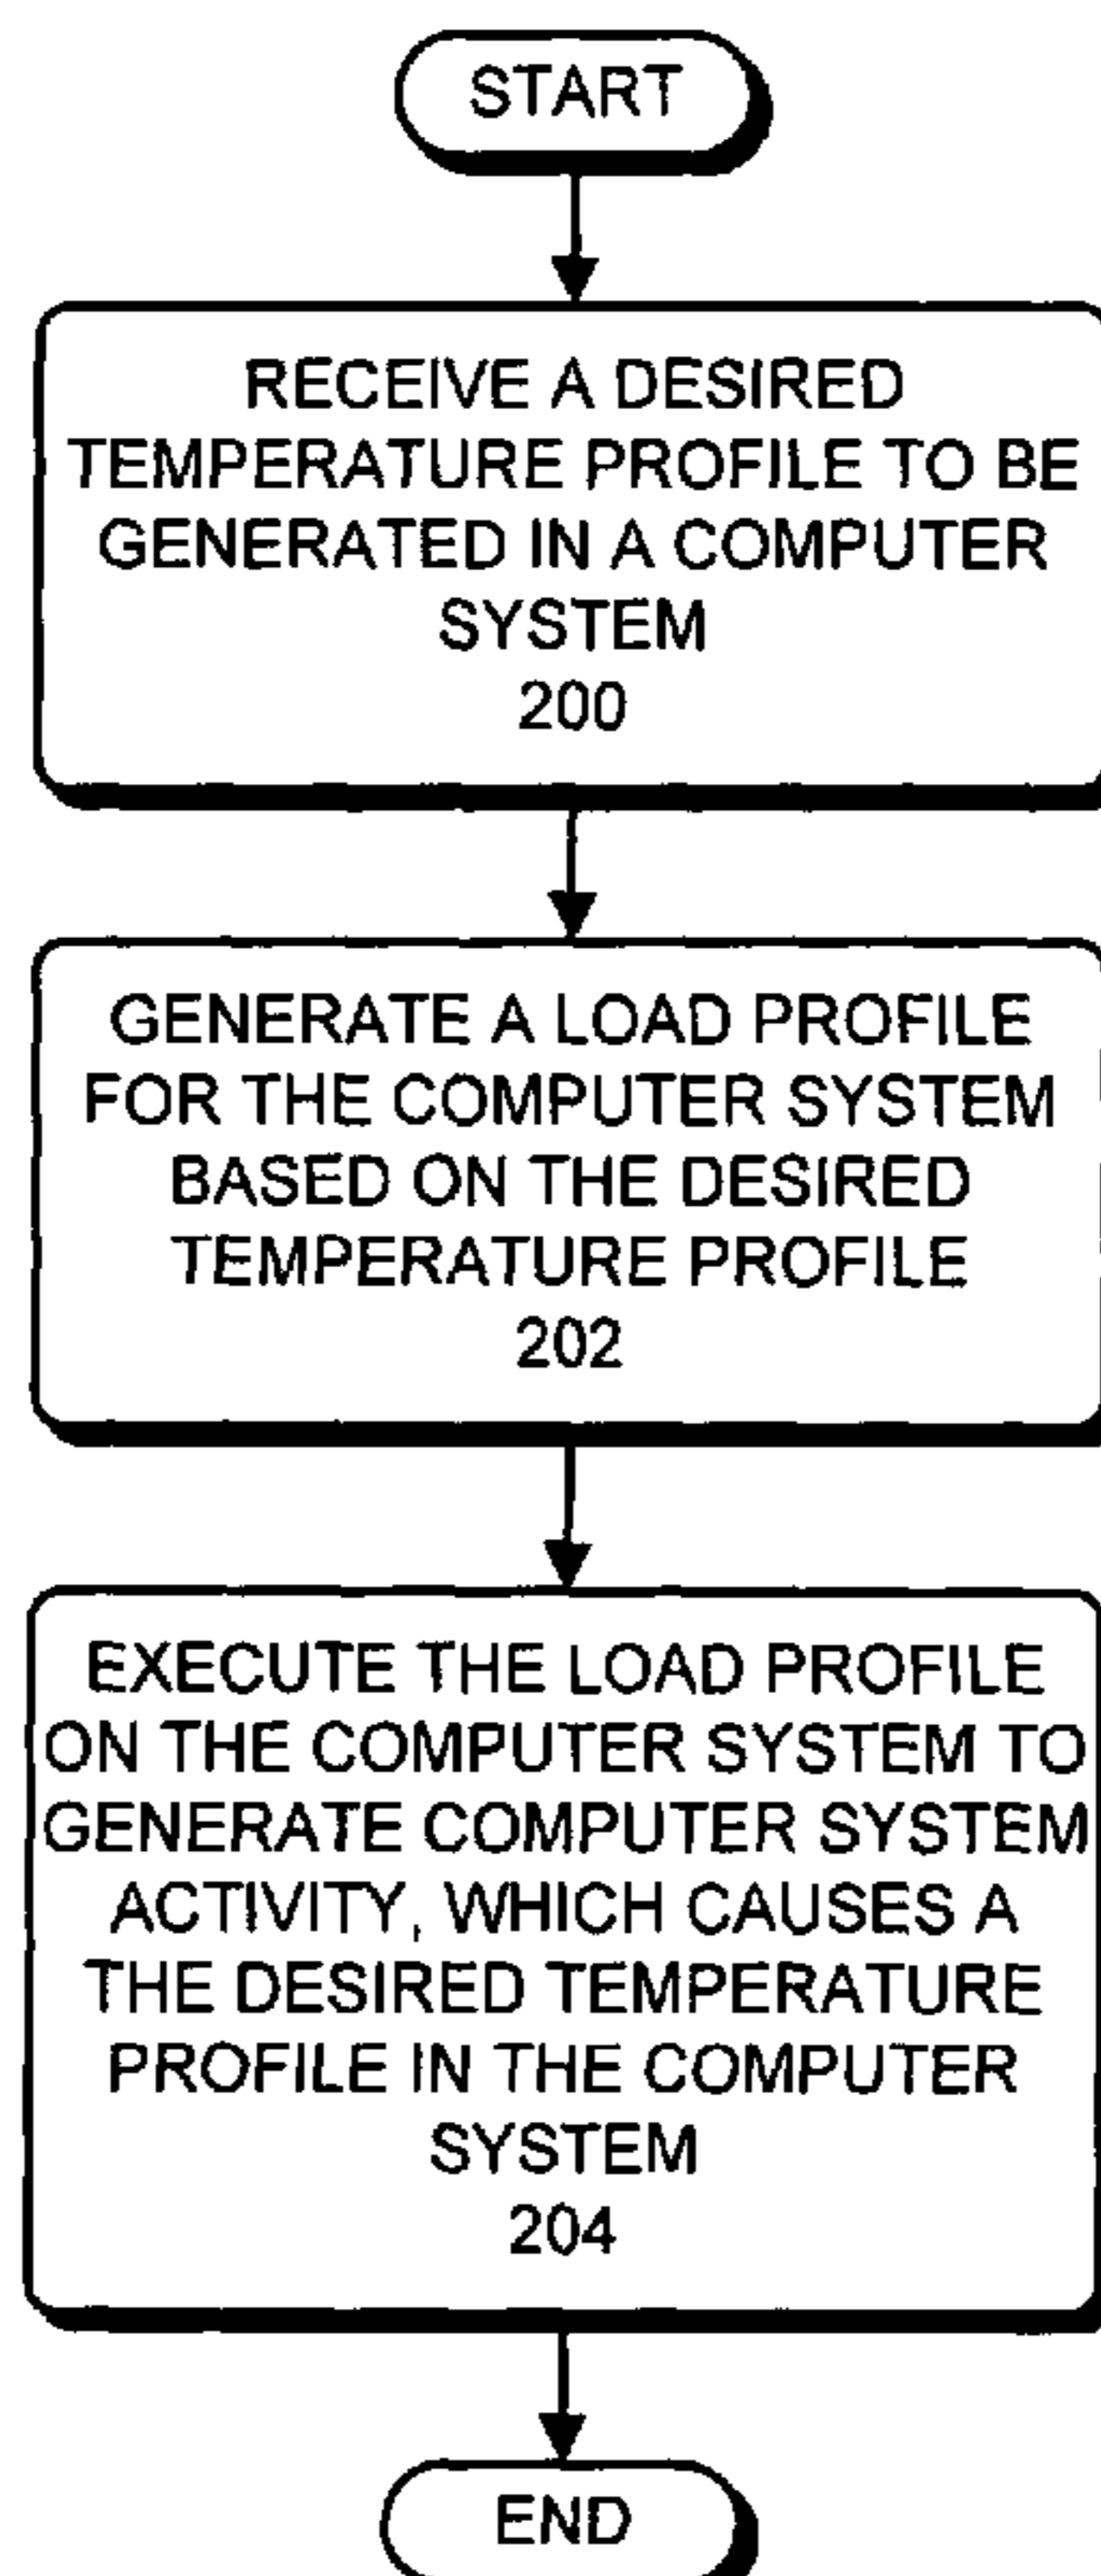 START
RECEIVE A DESIRED
TEMPERATURE PROFILE TO BE
GENERATED IN A COMPUTER
SYSTEM
200
GENERATE A LOAD PROFILE
FOR THE COMPUTER SYSTEM
BASED ON THE DESIRED
TEMPERATURE PROFILE
202
EXECUTE THE LOAD PROFILE
ON THE COMPUTER SYSTEM TO
GENERATE COMPUTER SYSTEM
ACTIVITY, WHICH CAUSES A
THE DESIRED TEMPERATURE
PROFILE IN THE COMPUTER
SYSTEM
204
END